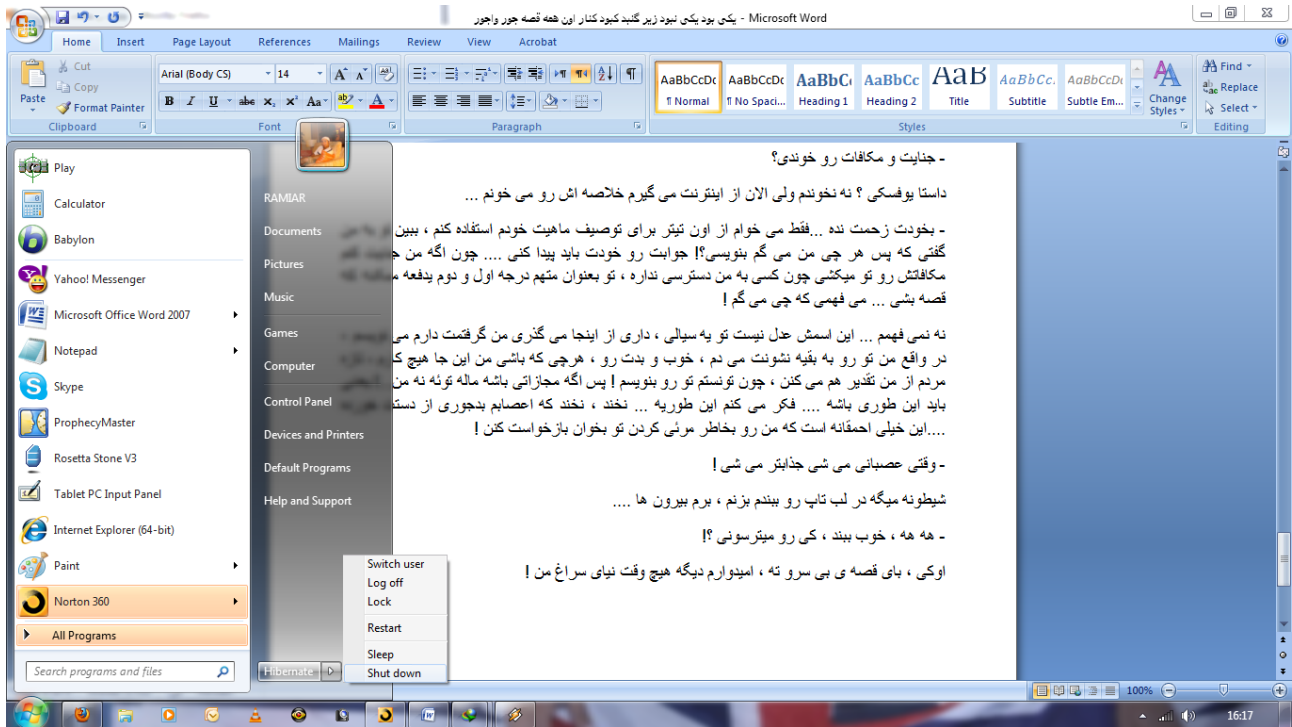 یکی بود یکی نبود زیر گنبد کبود کنار اون همه قصه جور واجور - Microsoft Word
Home Insert Page Layout References Mailings Review View Acrobat
Paste
Cut
Copy
Format Painter
Clipboard
Arial (Body CS) 14
Font
Paragraph
AaBbCcDc AaBbCcDc AaBbCc AaBbCc AaB AaBbCc. AaBbCcDc
¶ Normal ¶ No Spaci... Heading 1 Heading 2 Title Subtitle Subtle Em...
Change Styles
Styles
Find
Replace
Select
Editing
- جنایت و مکافات رو خوندی؟
داستا یوفسکی ؟ نه نخوندم ولی الان از اینترنت می گیرم خلاصه اش رو می خونم ...
- بخودت زحمت نده ...فقط می خوام از اون تیتر برای توصیف ماهیت خودم استفاده کنم ، ببین
گفتی که پس هر چی من می گم بنویسی؟! جوابت رو خودت باید پیدا کنی .... چون اگه من
مکافاتش رو تو میکشی چون کسی به من دسترسی نداره ، تو بعنوان متهم درجه اول و دوم یدفعه
قصه بشی ... می فهمی که چی می گم !
نه نمی فهمم ... این اسمش عدل نیست تو یه سیالی ، داری از اینجا می گذری من گرفتمت دارم می
در واقع من تو رو به بقیه نشونت می دم ، خوب و بدت رو ، هرچی که باشی من این جا هیچ
مردم از من تقدیر هم می کنن ، چون تونستم تو رو بنویسم ! پس اگه مجازاتی باشه ماله توئه نه من
باید این طوری باشه .... فکر می کنم این طوریه ... نخند ، نخند که اعصابم بدجوری از
....این خیلی احمقانه است که من رو بخاطر مرئی کردن تو بخوان بازخواست کنن !
- وقتی عصبانی می شی جذابتر می شی !
شیطونه میگه در لب تاپ رو ببندم بزنم ، برم بیرون ها ....
- هه هه ، خوب ببند ، کی رو میترسونی ؟!
اوکی ، بای قصه ی بی سرو ته ، امیدوارم دیگه هیچ وقت نیای سراغ من !
Play
Calculator
Babylon
Yahoo! Messenger
Microsoft Office Word 2007
Notepad
Skype
ProphecyMaster
Rosetta Stone V3
Tablet PC Input Panel
Internet Explorer (64-bit)
Paint
Norton 360
All Programs
Search programs and files
RAMIAR
Documents
Pictures
Music
Games
Computer
Control Panel
Devices and Printers
Default Programs
Help and Support
Hibernate
Switch user
Log off
Lock
Restart
Sleep
Shut down
100%
16:17